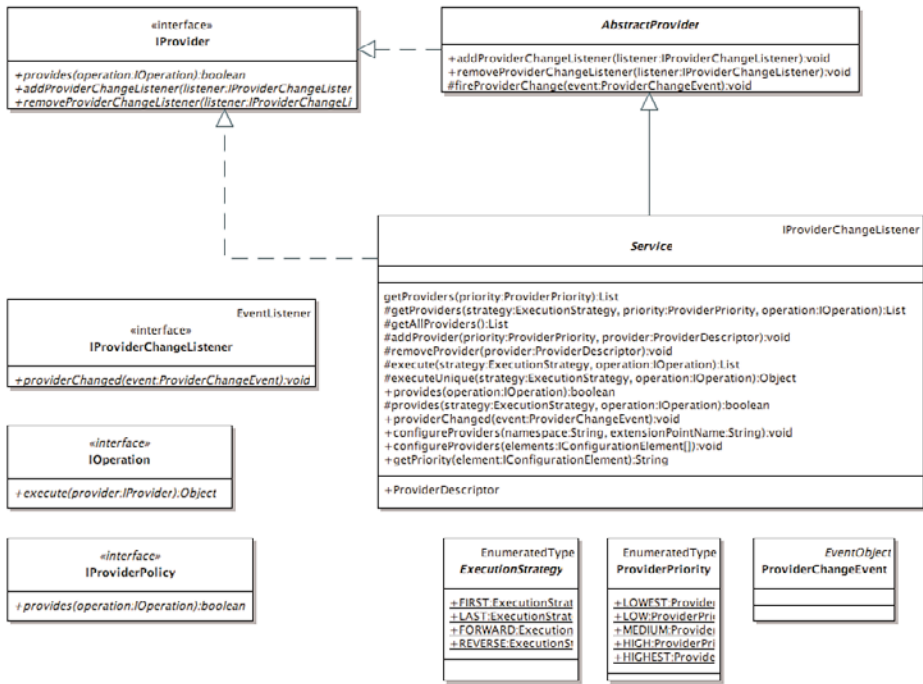 «interface»
IProvider
+provides(operation:IOperation):boolean
+addProviderChangeListener(listener:IProviderChangeLister
+removeProviderChangeListener(listener:IProviderChangeLi
AbstractProvider
+addProviderChangeListener(listener:IProviderChangeListener):void
+removeProviderChangeListener(listener:IProviderChangeListener):void
#fireProviderChange(event:ProviderChangeEvent):void
IProviderChangeListener
Service
getProviders(priority:ProviderPriority):List
#getProviders(strategy:ExecutionStrategy, priority:ProviderPriority, operation:IOperation):List
#getAllProviders():List
#addProvider(priority:ProviderPriority, provider:ProviderDescriptor):void
#removeProvider(provider:ProviderDescriptor):void
#execute(strategy:ExecutionStrategy, operation:IOperation):List
#executeUnique(strategy:ExecutionStrategy, operation:IOperation):Object
+provides(operation:IOperation):boolean
#provides(strategy:ExecutionStrategy, operation:IOperation):boolean
+providerChanged(event:ProviderChangeEvent):void
+configureProviders(namespace:String, extensionPointName:String):void
+configureProviders(elements:IConfigurationElement[]):void
+getPriority(element:IConfigurationElement):String
+ProviderDescriptor
EventListener
«interface»
IProviderChangeListener
+providerChanged(event:ProviderChangeEvent):void
«interface»
IOperation
+execute(provider:IProvider):Object
«interface»
IProviderPolicy
+provides(operation:IOperation):boolean
EnumeratedType
ExecutionStrategy
+FIRST:ExecutionStrat
+LAST:ExecutionStrat
+FORWARD:Execution
+REVERSE:ExecutionSt
EnumeratedType
ProviderPriority
+LOWEST:Provider
+LOW:ProviderPri
+MEDIUM:Provider
+HIGH:ProviderPri
+HIGHEST:Provide
EventObject
ProviderChangeEvent